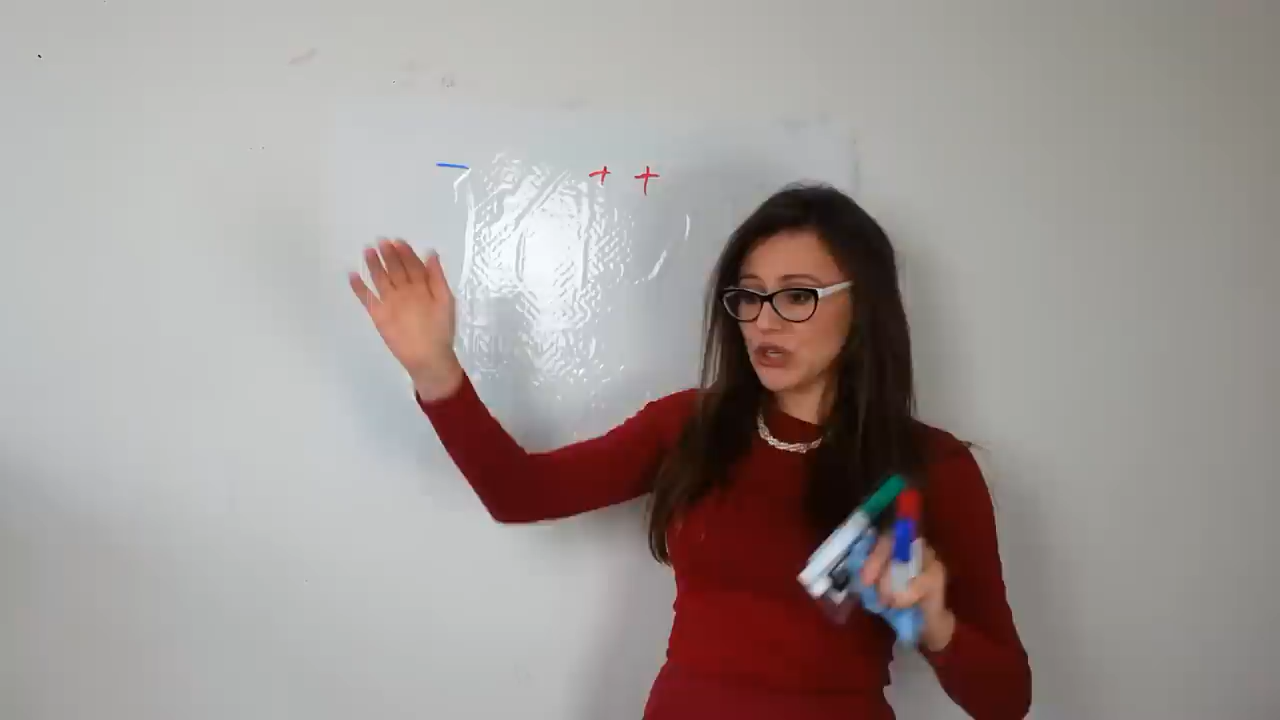 − + +